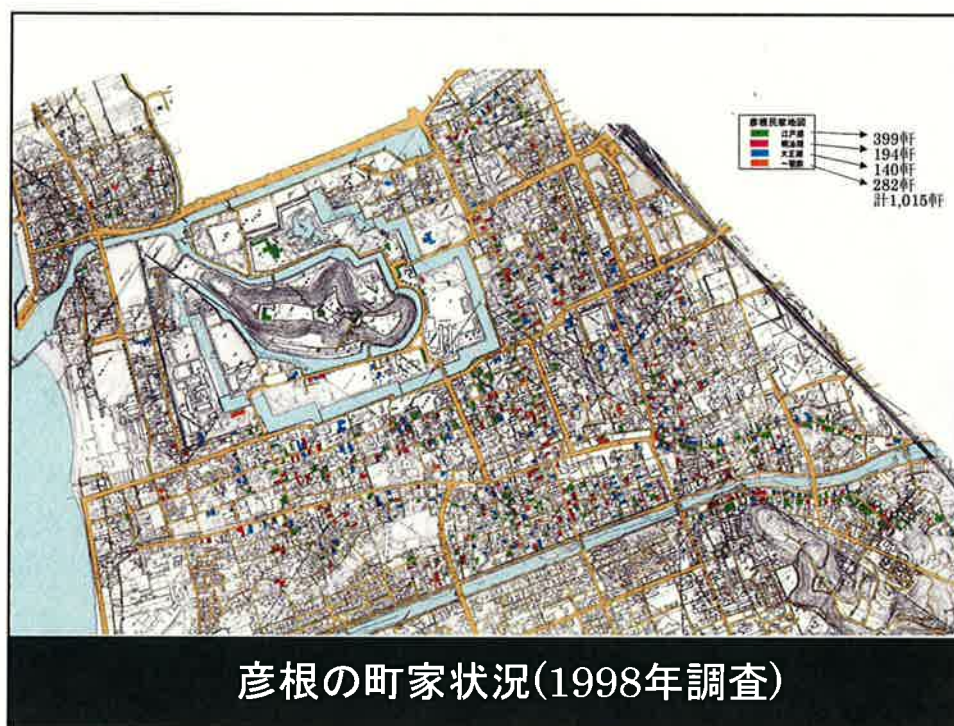 彦根民家地図
江戸期
明治期
大正期
399軒
194軒
140軒
282軒
計1,015軒
彦根の町家状況(1998年調査)